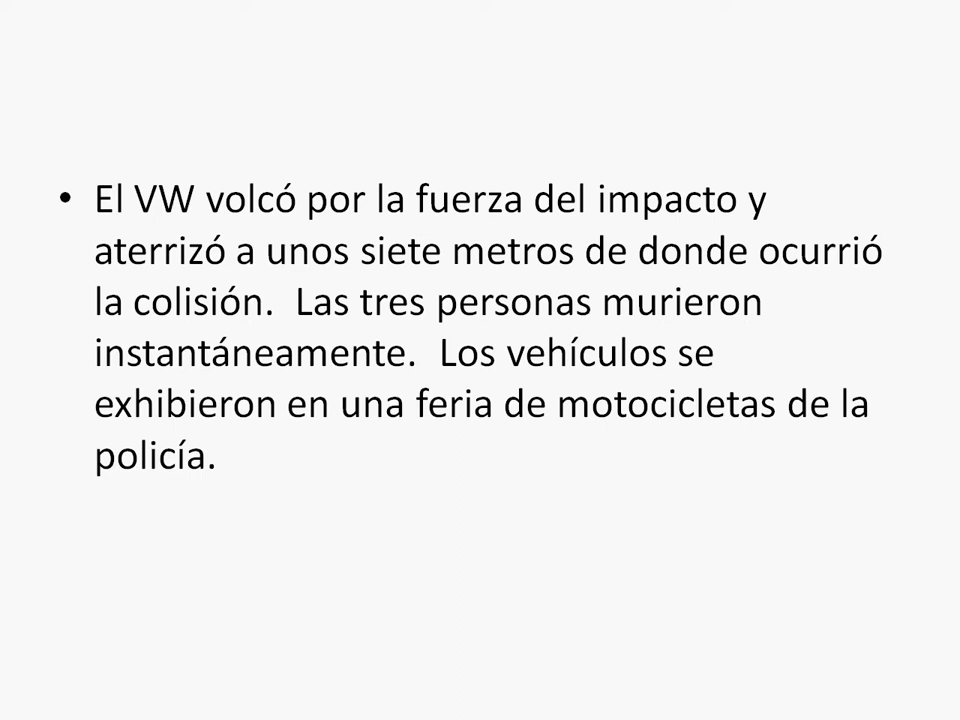 • El VW volcó por la fuerza del impacto y
aterrizó a unos siete metros de donde ocurrió
la colisión.  Las tres personas murieron
instantáneamente.  Los vehículos se
exhibieron en una feria de motocicletas de la
policía.